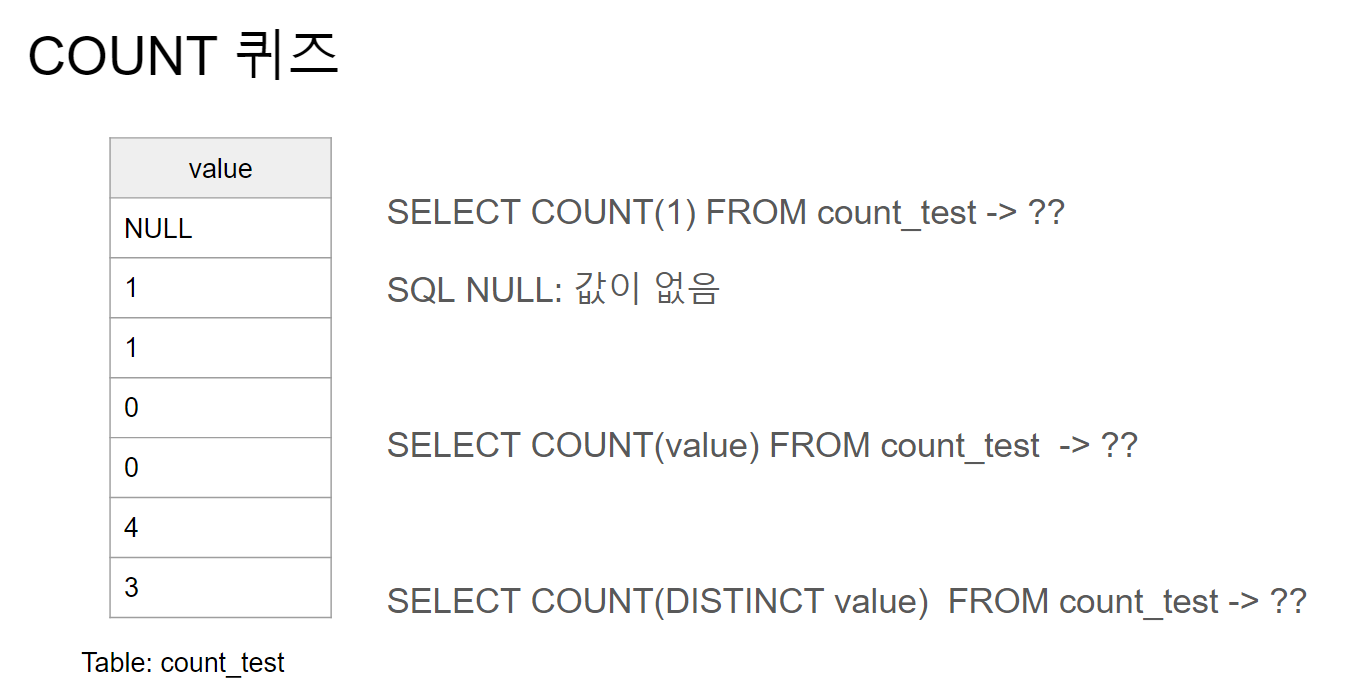 COUNT 퀴즈
value
NULL
1
1
0
0
4
3
Table: count_test
SELECT COUNT(1) FROM count_test -> ??
SQL NULL: 값이 없음
SELECT COUNT(value) FROM count_test  -> ??
SELECT COUNT(DISTINCT value)  FROM count_test -> ??